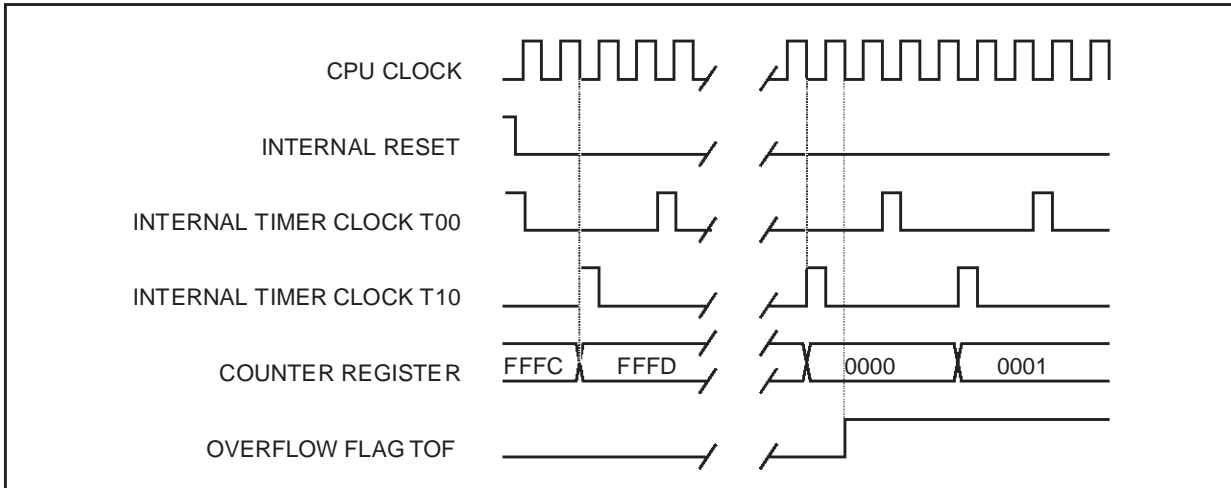 CPU CLOCK
INTERNAL RESET
INTERNAL TIMER CLOCK T00
INTERNAL TIMER CLOCK T10
COUNTER REGISTER FFFC FFFD 0000 0001
OVERFLOW FLAG TOF